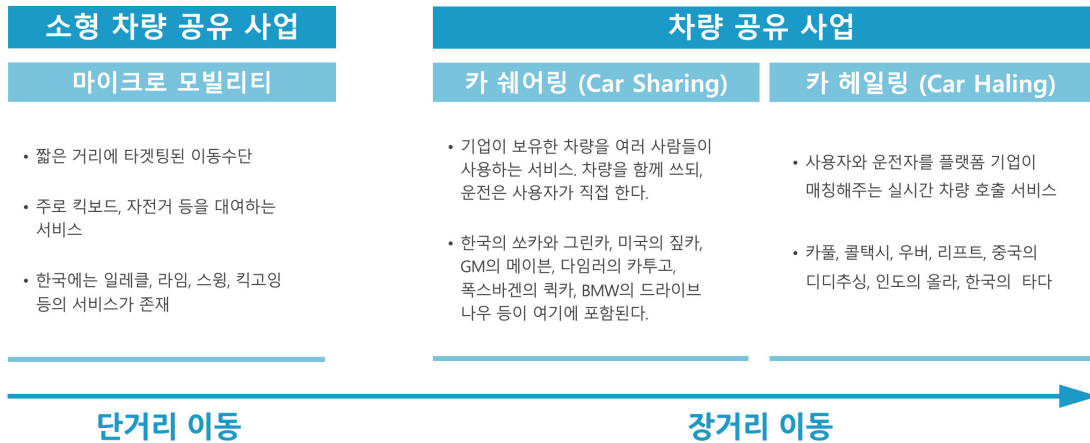 소형 차량 공유 사업
마이크로 모빌리티
• 짧은 거리에 타겟팅된 이동수단
• 주로 킥보드, 자전거 등을 대여하는
서비스
• 한국에는 일레클, 라임, 스윙, 킥고잉
등의 서비스가 존재
차량 공유 사업
카 쉐어링 (Car Sharing)
• 기업이 보유한 차량을 여러 사람들이
사용하는 서비스. 차량을 함께 쓰되,
운전은 사용자가 직접 한다.
• 한국의 쏘카와 그린카, 미국의 짚카,
GM의 메이븐, 다임러의 카투고,
폭스바겐의 퀵카, BMW의 드라이브
나우 등이 여기에 포함된다.
카 헤일링 (Car Haling)
• 사용자와 운전자를 플랫폼 기업이
매칭해주는 실시간 차량 호출 서비스
• 카풀, 콜택시, 우버, 리프트, 중국의
디디추싱, 인도의 올라, 한국의 타다
단거리 이동
장거리 이동